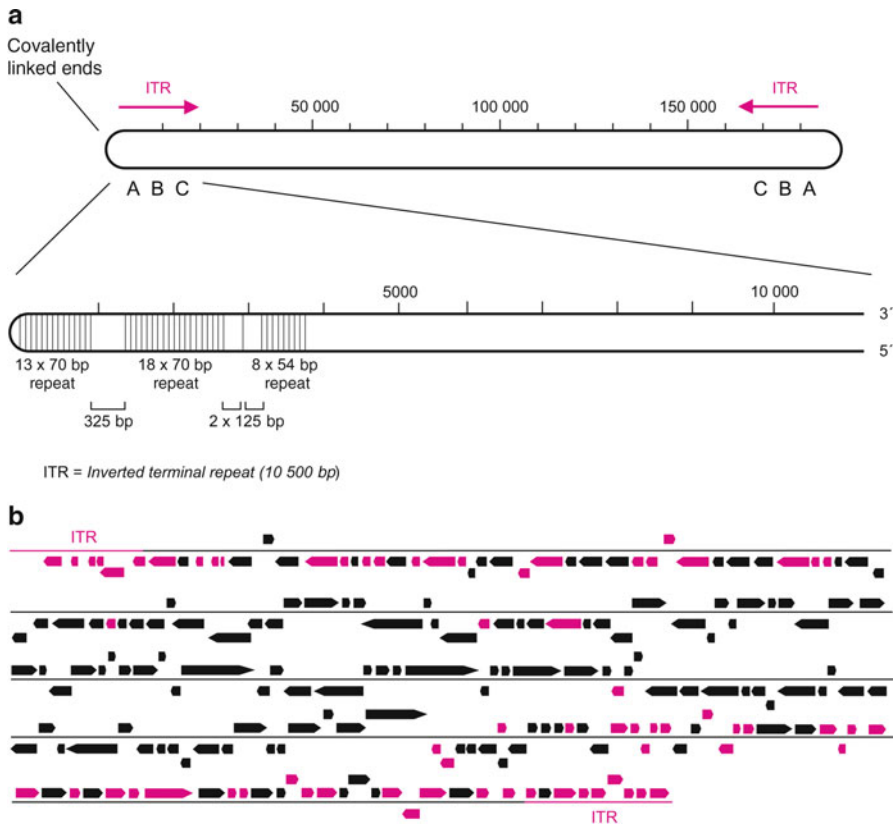 a
Covalently
linked ends
ITR
50 000
100 000
150 000
ITR
A B C
C B A
5000
10 000
3´
5´
13 x 70 bp
repeat
18 x 70 bp
repeat
8 x 54 bp
repeat
325 bp
2 x 125 bp
ITR = Inverted terminal repeat (10 500 bp)
b
ITR
ITR